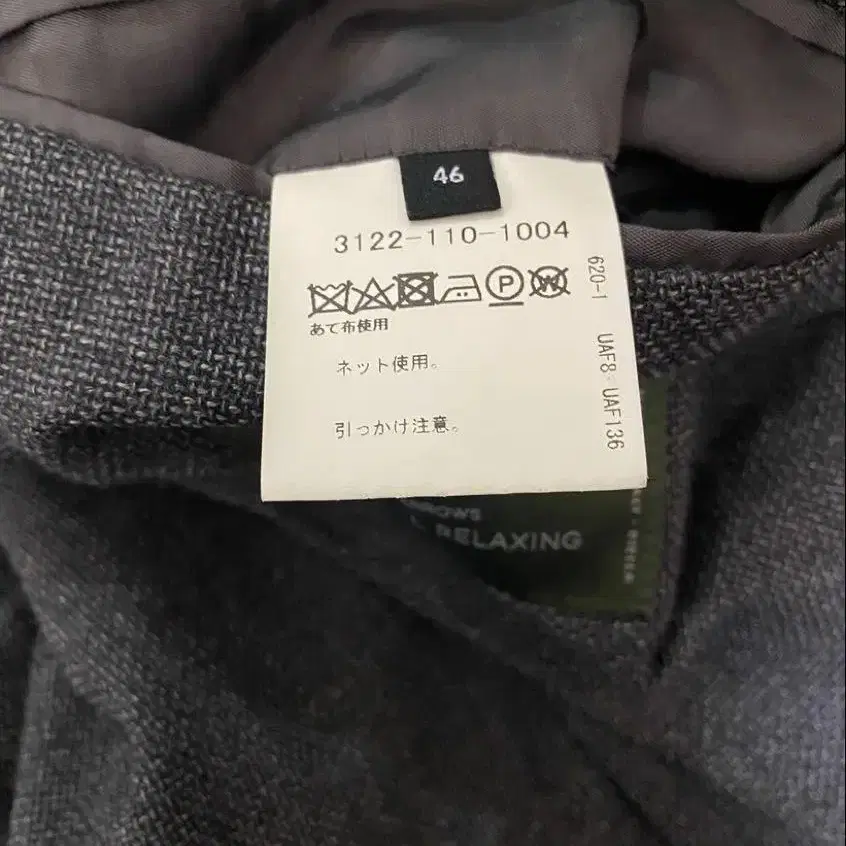 46
3122-110-1004
P W
あて布使用
ネット使用。
引っかけ注意。
620-1 UAF8・UAF136
RELAXING